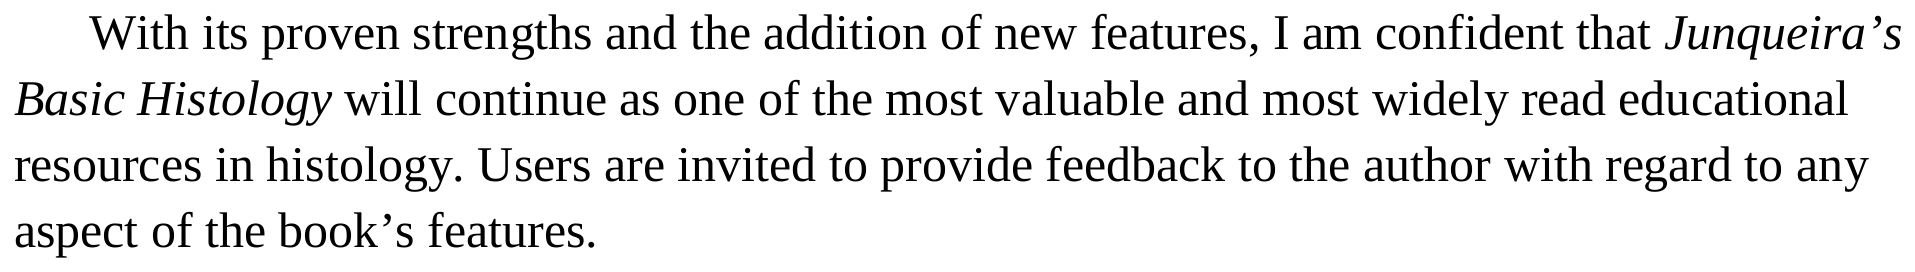 With its proven strengths and the addition of new features, I am confident that Junqueira’s
Basic Histology will continue as one of the most valuable and most widely read educational
resources in histology. Users are invited to provide feedback to the author with regard to any
aspect of the book’s features.